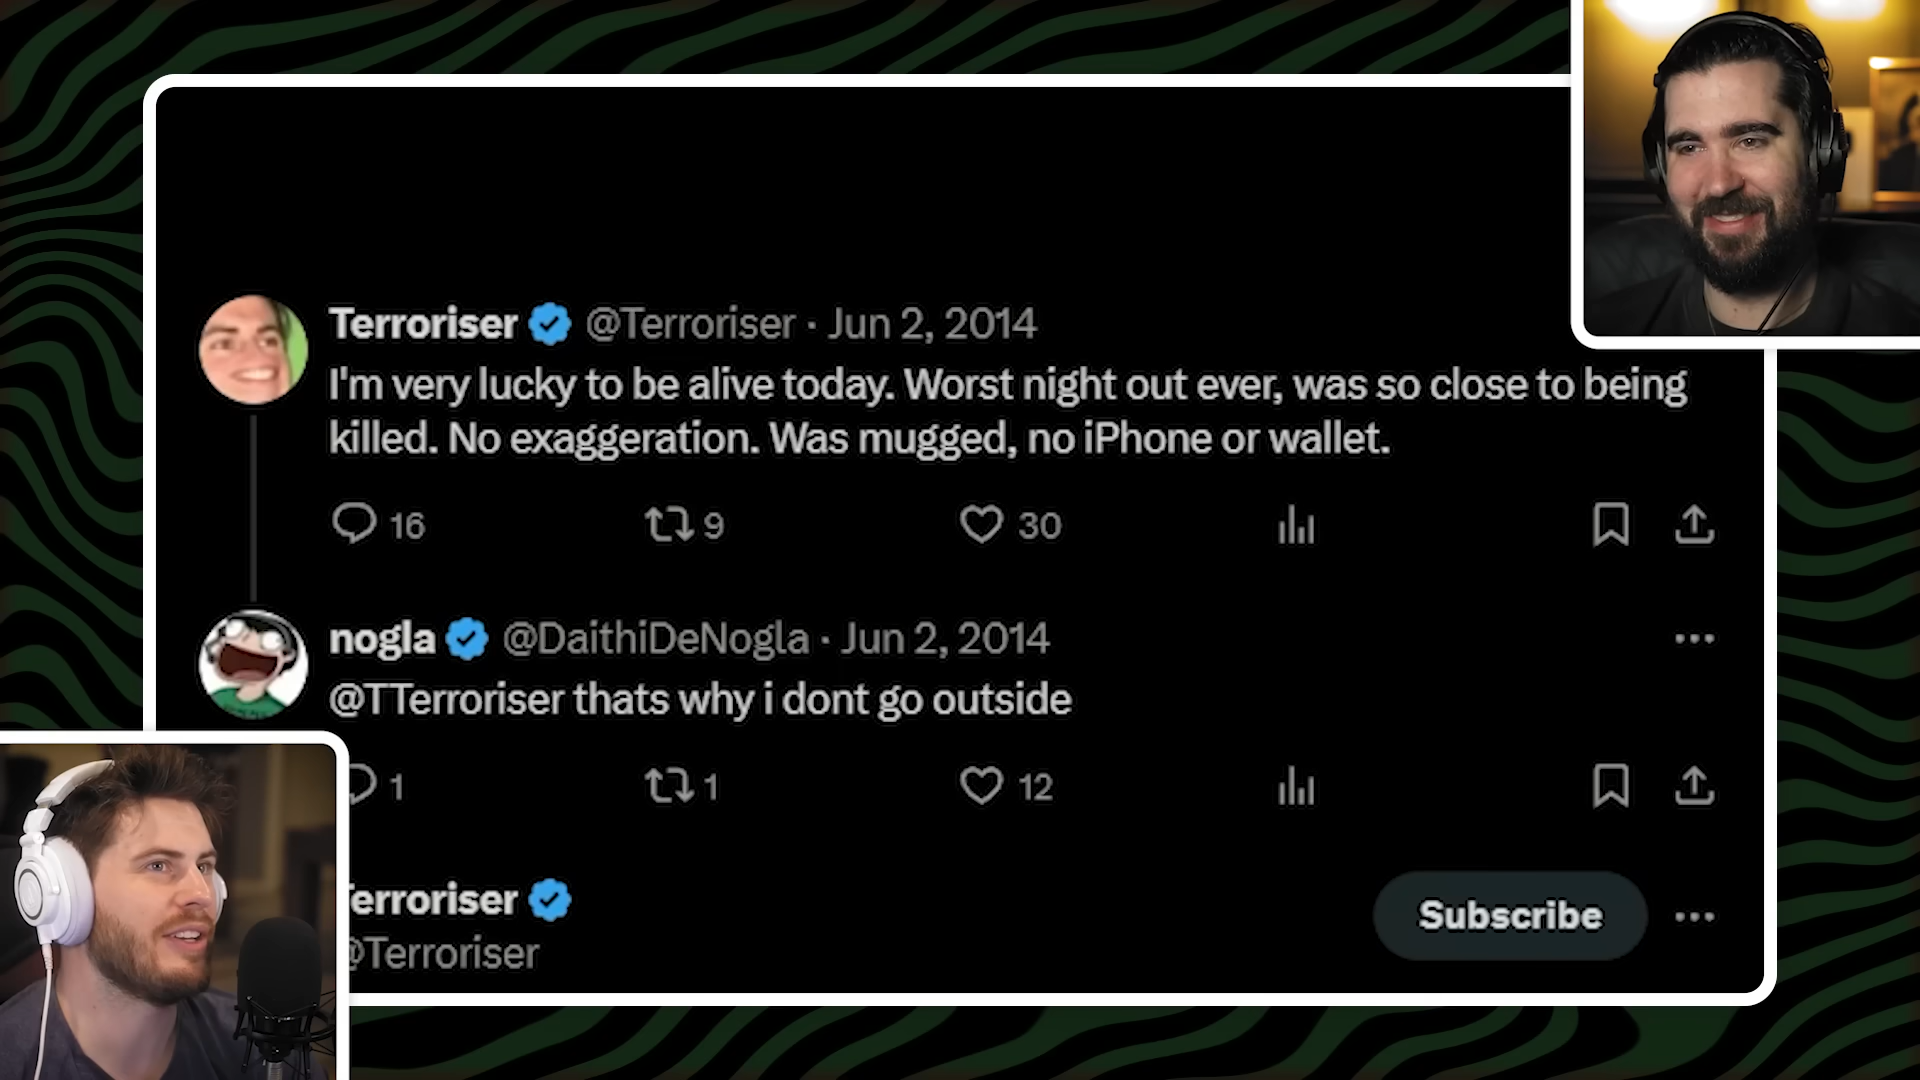 Terroriser @Terroriser · Jun 2, 2014
I'm very lucky to be alive today. Worst night out ever, was so close to being
killed. No exaggeration. Was mugged, no iPhone or wallet.
16 9 30
nogla @DaithiDeNogla · Jun 2, 2014
@TTerroriser thats why i dont go outside
1 1 12
Terroriser
@Terroriser
Subscribe